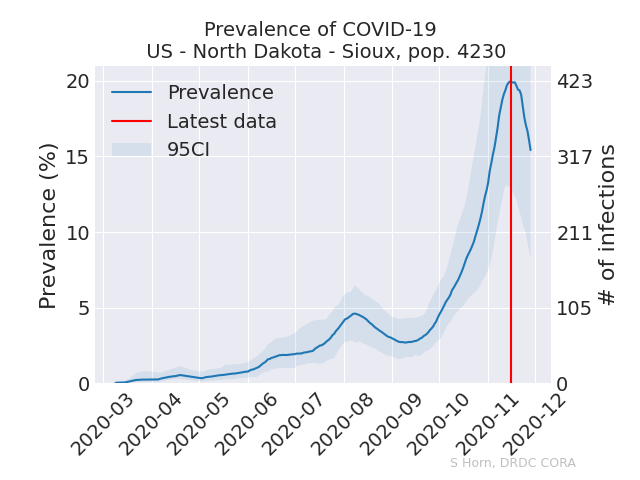 Prevalence of COVID-19
US - North Dakota - Sioux, pop. 4230
Prevalence
Latest data
95CI
Prevalence (%)
20
15
10
5
0
423
317
211
105
0
# of infections
2020-03
2020-04
2020-05
2020-06
2020-07
2020-08
2020-09
2020-10
2020-11
2020-12
S Horn, DRDC CORA